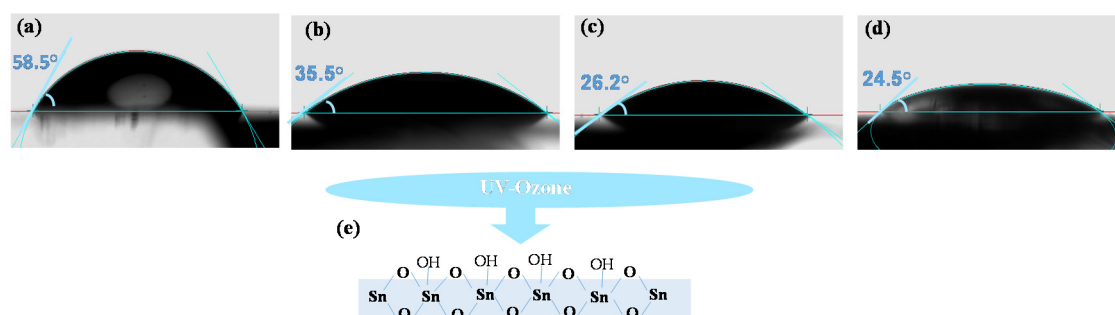 (a)
(b)
(c)
(d)
58.5°
35.5°
26.2°
24.5°
UV-Ozone
(e)
OH OH OH OH
O O O O O
Sn Sn Sn Sn Sn Sn
O O O O O